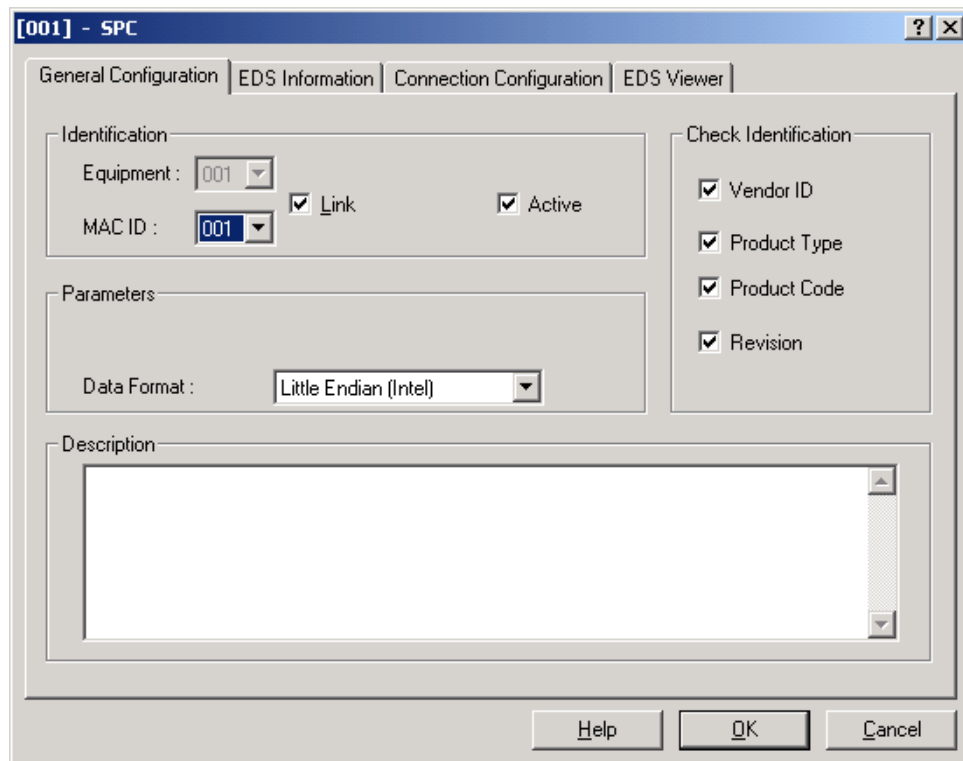 [001] - SPC
General Configuration EDS Information Connection Configuration EDS Viewer
Identification
Equipment : 001
MAC ID : 001
Link
Active
Check Identification
Vendor ID
Product Type
Product Code
Revision
Parameters
Data Format : Little Endian (Intel)
Description
Help OK Cancel